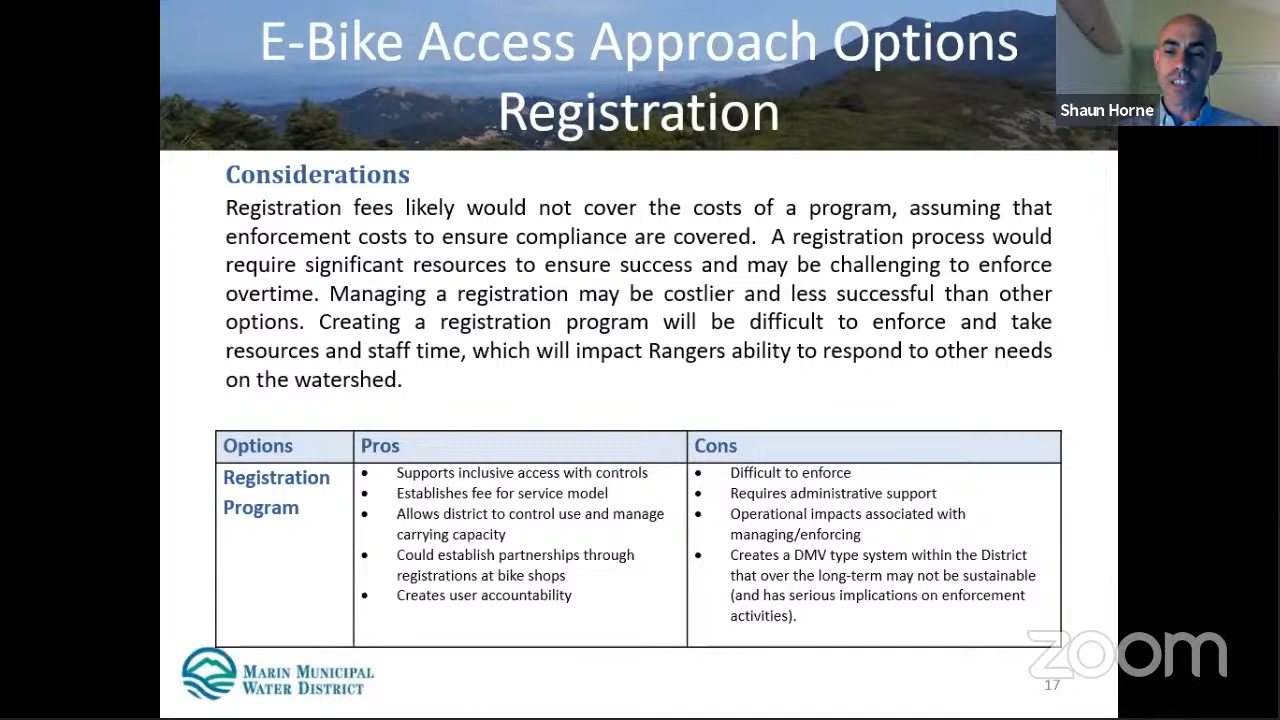 E-Bike Access Approach Options
Registration
Shaun Horne
Considerations
Registration fees likely would not cover the costs of a program, assuming that
enforcement costs to ensure compliance are covered.  A registration process would
require significant resources to ensure success and may be challenging to enforce
overtime. Managing a registration may be costlier and less successful than other
options. Creating a registration program will be difficult to enforce and take
resources and staff time, which will impact Rangers ability to respond to other needs
on the watershed.
Options
Pros
Cons
Registration
Program
• Supports inclusive access with controls
• Establishes fee for service model
• Allows district to control use and manage
carrying capacity
• Could establish partnerships through
registrations at bike shops
• Creates user accountability
• Difficult to enforce
• Requires administrative support
• Operational impacts associated with
managing/enforcing
• Creates a DMV type system within the District
that over the long-term may not be sustainable
(and has serious implications on enforcement
activities).
MARIN MUNICIPAL
WATER DISTRICT
zoom
17